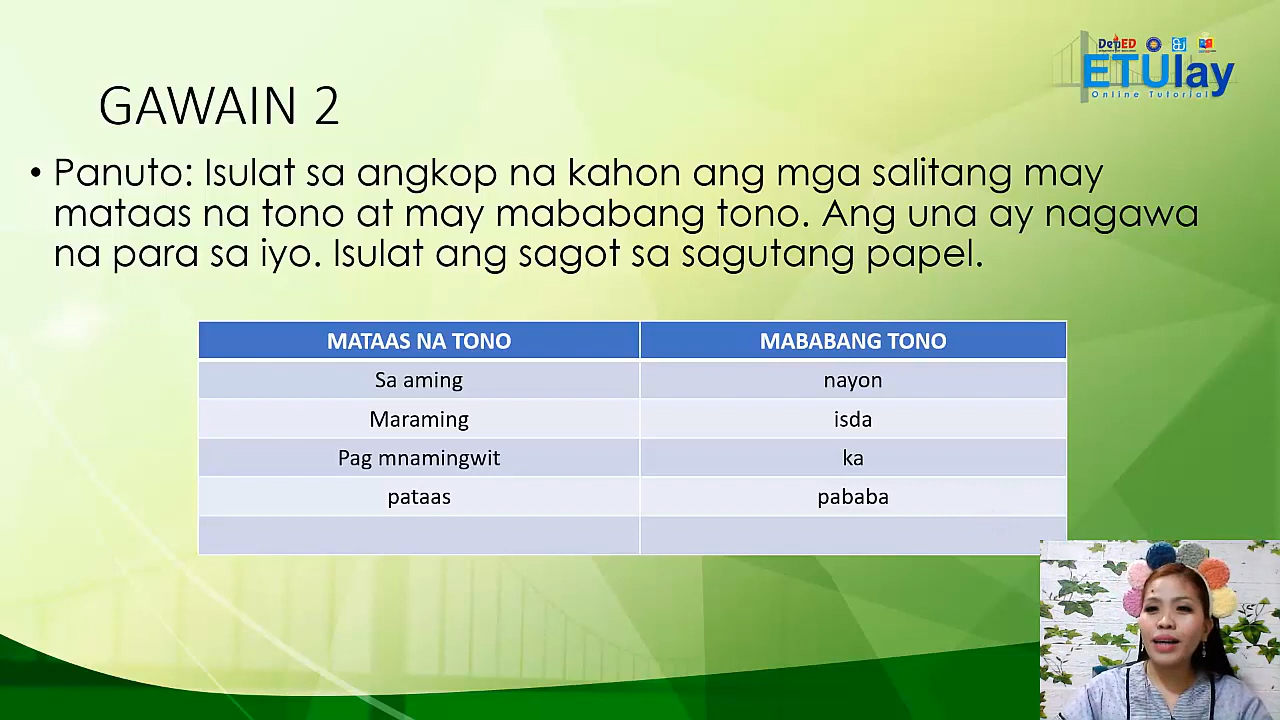 DepED
ETUlay
Online Tutorial
GAWAIN 2
• Panuto: Isulat sa angkop na kahon ang mga salitang may
mataas na tono at may mababang tono. Ang una ay nagawa
na para sa iyo. Isulat ang sagot sa sagutang papel.
MATAAS NA TONO MABABANG TONO
Sa aming nayon
Maraming isda
Pag mnamingwit ka
pataas pababa